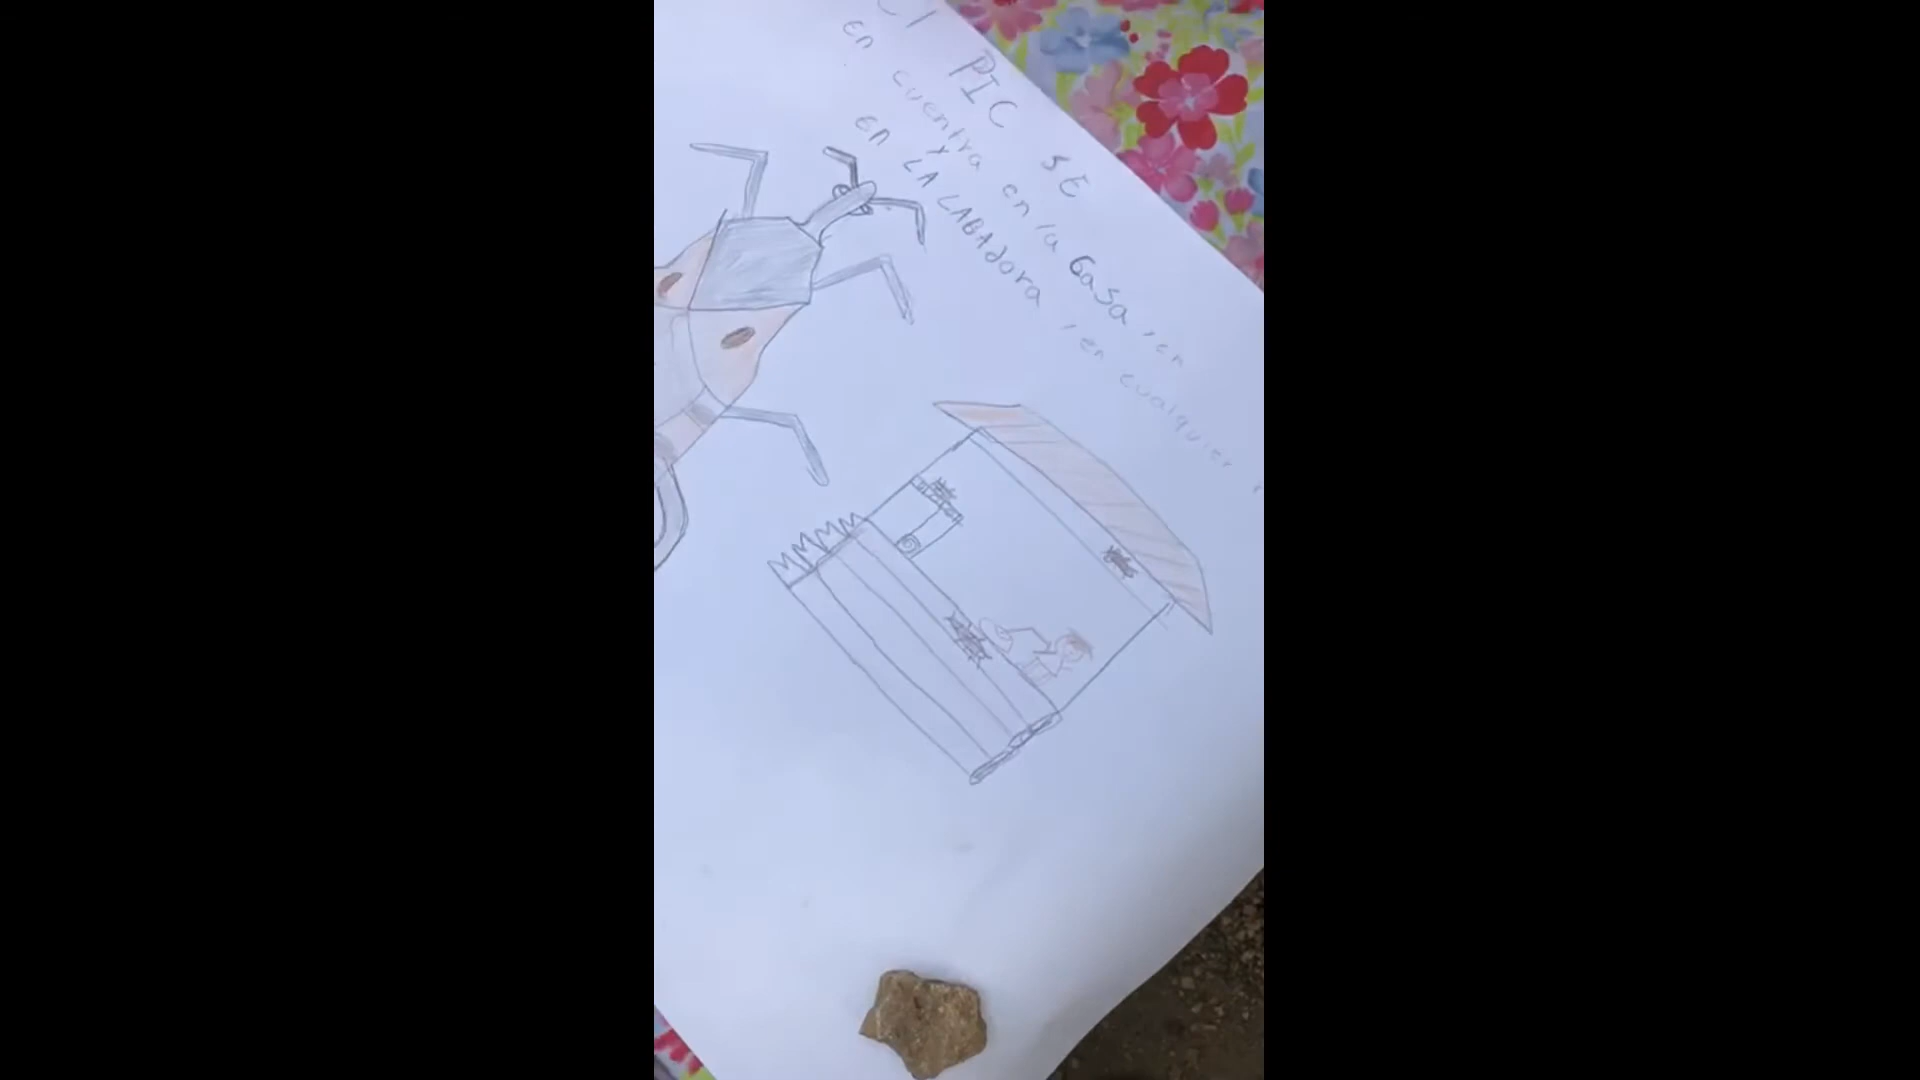 PIC SE
en cuentra en la Casa , en
en LA LABAdora , en cualquier